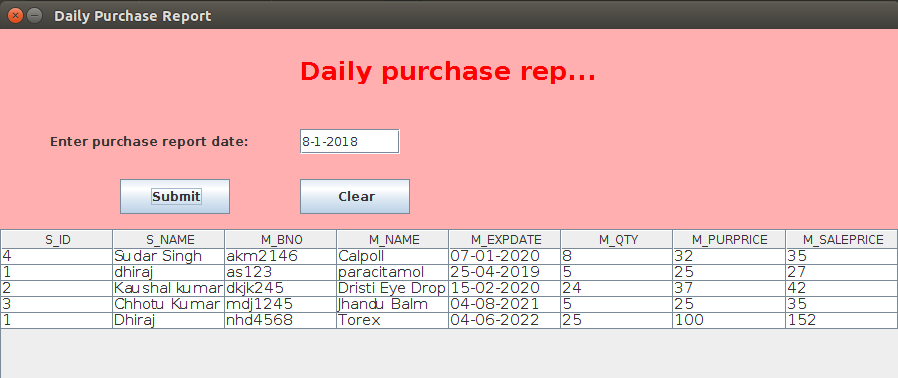 Daily Purchase Report
Daily purchase rep...
Enter purchase report date: 8-1-2018
Submit Clear
S_ID S_NAME M_BNO M_NAME M_EXPDATE M_QTY M_PURPRICE M_SALEPRICE
4 Sudar Singh akm2146 Calpoll 07-01-2020 8 32 35
1 dhiraj as123 paracitamol 25-04-2019 5 25 27
2 Kaushal kumar dkjk245 Dristi Eye Drop 15-02-2020 24 37 42
3 Chhotu Kumar mdj1245 Jhandu Balm 04-08-2021 5 25 35
1 Dhiraj nhd4568 Torex 04-06-2022 25 100 152